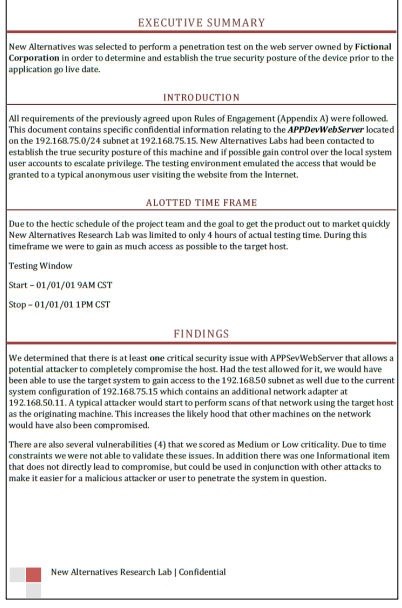 EXECUTIVE SUMMARY
New Alternatives was selected to perform a penetration test on the web server owned by Fictional
Corporation in order to determine and establish the true security posture of the device prior to the
application go live date.
INTRODUCTION
All requirements of the previously agreed upon Rules of Engagement (Appendix A) were followed.
This document contains specific confidential information relating to the APPDevWebServer located
on the 192.168.75.0/24 subnet at 192.168.75.15. New Alternatives Labs had been contacted to
establish the true security posture of this machine and if possible gain control over the local system
user accounts to escalate privilege. The testing environment emulated the access that would be
granted to a typical anonymous user visiting the website from the Internet.
ALOTTED TIME FRAME
Due to the hectic schedule of the project team and the goal to get the product out to market quickly
New Alternatives Research Lab was limited to only 4 hours of actual testing time. During this
timeframe we were to gain as much access as possible to the target host.
Testing Window
Start – 01/01/01 9AM CST
Stop – 01/01/01 1PM CST
FINDINGS
We determined that there is at least one critical security issue with APPSevWebServer that allows a
potential attacker to completely compromise the host. Had the test allowed for it, we would have
been able to use the target system to gain access to the 192.168.50 subnet as well due to the current
system configuration of 192.168.75.15 which contains an additional network adapter at
192.168.50.11. A typical attacker would start to perform scans of that network using the target host
as the originating machine. This increases the likely hood that other machines on the network
would have also been compromised.
There are also several vulnerabilities (4) that we scored as Medium or Low criticality. Due to time
constraints we were not able to validate these issues. In addition there was one Informational item
that does not directly lead to compromise, but could be used in conjunction with other attacks to
make it easier for a malicious attacker or user to penetrate the system in question.
New Alternatives Research Lab | Confidential